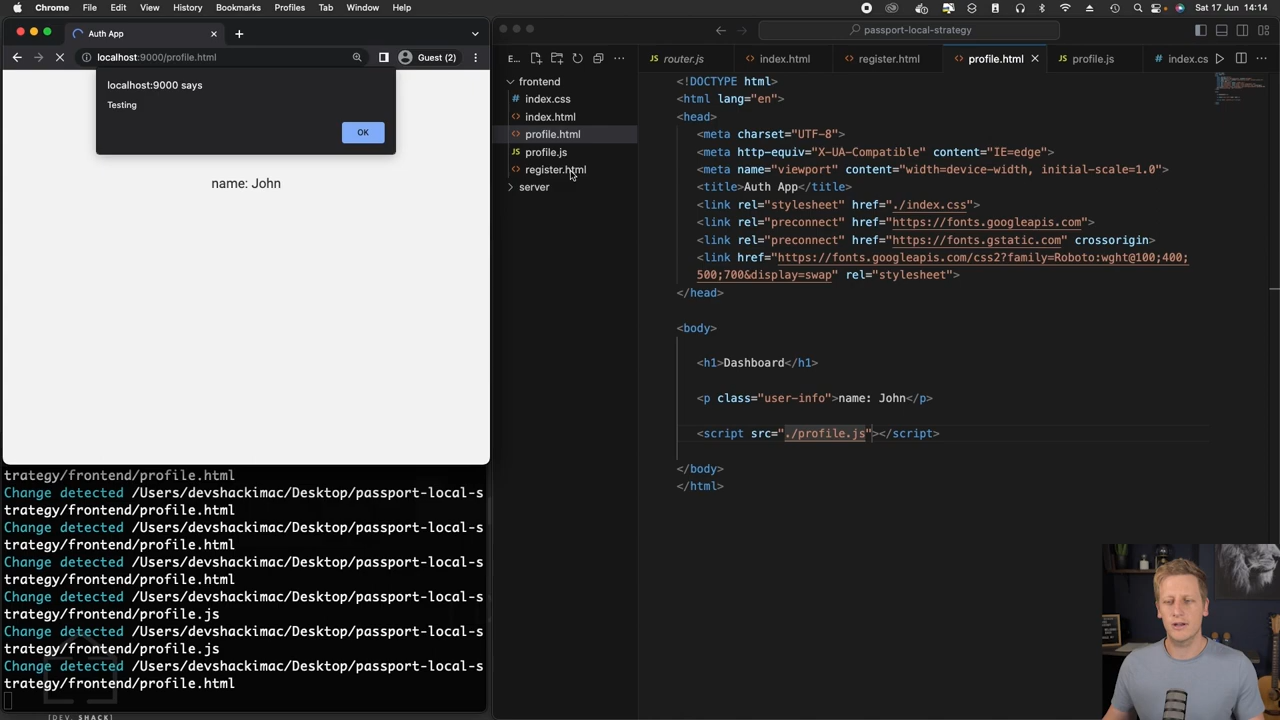 Chrome File Edit View History Bookmarks Profiles Tab Window Help
Sat 17 Jun 14:14
Auth App
localhost:9000/profile.html
Guest (2)
localhost:9000 says
Testing
OK
name: John
trategy/frontend/profile.html
Change detected /Users/devshackimac/Desktop/passport-local-s
trategy/frontend/profile.html
Change detected /Users/devshackimac/Desktop/passport-local-s
trategy/frontend/profile.html
Change detected /Users/devshackimac/Desktop/passport-local-s
trategy/frontend/profile.html
Change detected /Users/devshackimac/Desktop/passport-local-s
trategy/frontend/profile.js
Change detected /Users/devshackimac/Desktop/passport-local-s
trategy/frontend/profile.js
Change detected /Users/devshackimac/Desktop/passport-local-s
trategy/frontend/profile.html
[DEV. SHACK]
passport-local-strategy
E...
frontend
index.css
index.html
profile.html
profile.js
register.html
server
JS router.js
index.html
register.html
profile.html
JS profile.js
# index.cs
<!DOCTYPE html>
<html lang="en">
<head>
<meta charset="UTF-8">
<meta http-equiv="X-UA-Compatible" content="IE=edge">
<meta name="viewport" content="width=device-width, initial-scale=1.0">
<title>Auth App</title>
<link rel="stylesheet" href="./index.css">
<link rel="preconnect" href="https://fonts.googleapis.com">
<link rel="preconnect" href="https://fonts.gstatic.com" crossorigin>
<link href="https://fonts.googleapis.com/css2?family=Roboto:wght@100;400;
500;700&display=swap" rel="stylesheet">
</head>
<body>
<h1>Dashboard</h1>
<p class="user-info">name: John</p>
<script src="./profile.js"></script>
</body>
</html>